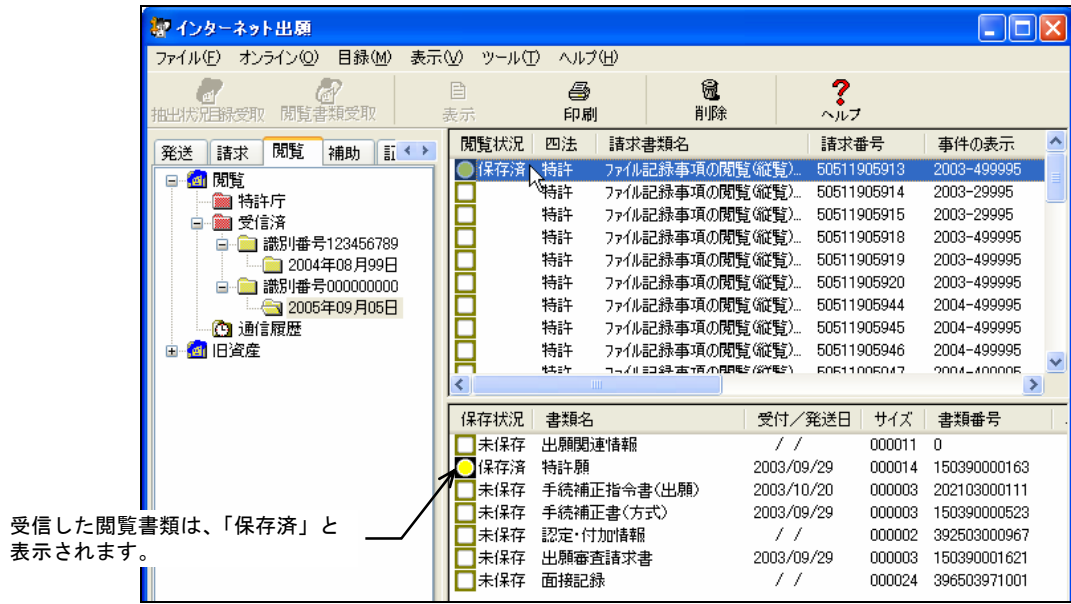 インターネット出願
ファイル(F) オンライン(O) 目録(M) 表示(V) ツール(T) ヘルプ(H)
抽出状況目録受取 閲覧書類受取 表示 印刷 削除 ヘルプ
発送 請求 閲覧 補助
閲覧
特許庁
受信済
識別番号123456789
2004年08月99日
識別番号000000000
2005年09月05日
通信履歴
旧資産
閲覧状況 四法 請求書類名 請求番号 事件の表示
保存済 特許 ファイル記録事項の閲覧(縦覧)... 50511905913 2003-499995
特許 ファイル記録事項の閲覧(縦覧)... 50511905914 2003-29995
特許 ファイル記録事項の閲覧(縦覧)... 50511905915 2003-29995
特許 ファイル記録事項の閲覧(縦覧)... 50511905918 2003-499995
特許 ファイル記録事項の閲覧(縦覧)... 50511905919 2003-499995
特許 ファイル記録事項の閲覧(縦覧)... 50511905920 2003-499995
特許 ファイル記録事項の閲覧(縦覧)... 50511905944 2004-499995
特許 ファイル記録事項の閲覧(縦覧)... 50511905945 2004-499995
特許 ファイル記録事項の閲覧(縦覧)... 50511905946 2004-499995
保存状況 書類名 受付/発送日 サイズ 書類番号
未保存 出願関連情報 / / 000011 0
保存済 特許願 2003/09/29 000014 150390000163
未保存 手続補正指令書(出願) 2003/10/20 000003 202103000111
未保存 手続補正書(方式) 2003/09/29 000003 150390000523
未保存 認定・付加情報 / / 000002 392503000967
未保存 出願審査請求書 2003/09/29 000003 150390001621
未保存 面接記録 / / 000024 396503971001
受信した閲覧書類は、「保存済」と
表示されます。